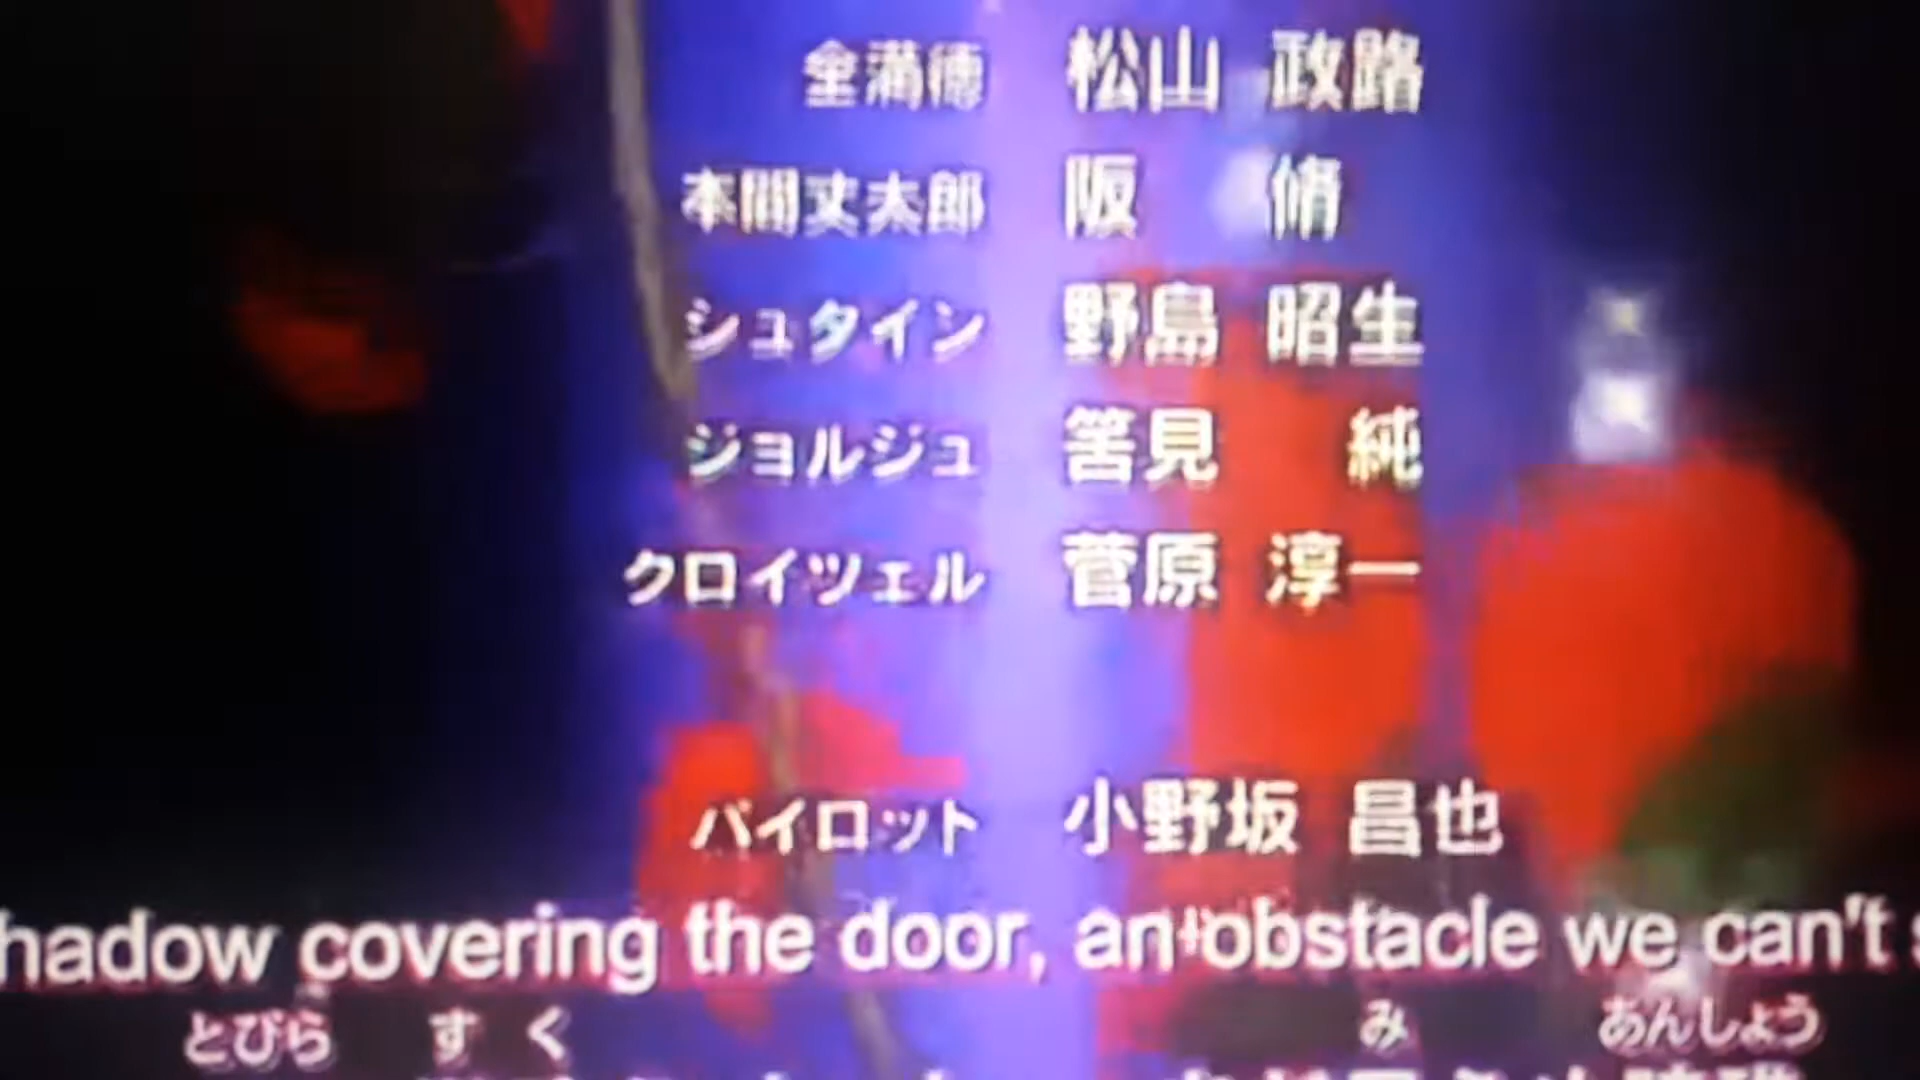 金満徳 松山 政路
本間丈太郎 阪 脩
シュタイン 野島 昭生
ジョルジュ 筈見 純
クロイツェル 菅原 淳一
パイロット 小野坂 昌也
hadow covering the door, an obstacle we can't s
とびら すく み あんしょう